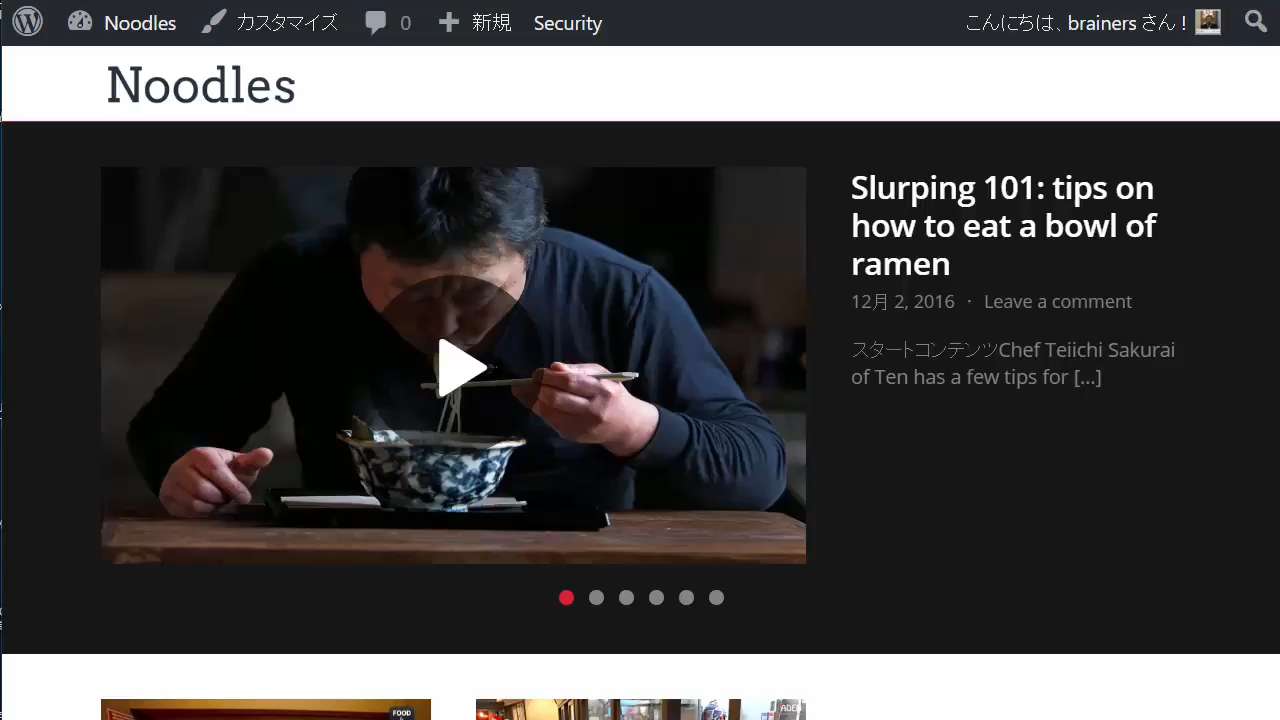 Noodles カスタマイズ 0 新規 Security こんにちは、brainers さん !
Noodles
Slurping 101: tips on
how to eat a bowl of
ramen
12月 2, 2016 · Leave a comment
スタートコンテンツChef Teiichi Sakurai
of Ten has a few tips for [...]
FOOD